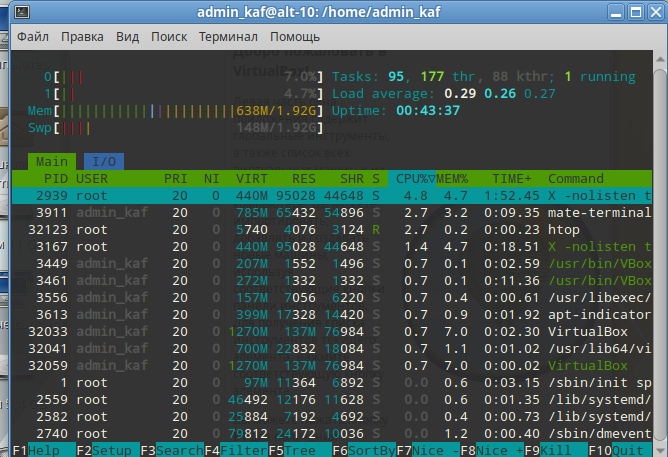 admin_kaf@alt-10: /home/admin_kaf
Файл Правка Вид Поиск Терминал Помощь
0[||| 7.0%] Tasks: 95, 177 thr, 88 kthr; 1 running
1[|| 4.7%] Load average: 0.29 0.26 0.27
Mem[|||||||||||||||||||||||638M/1.92G] Uptime: 00:43:37
Swp[|||| 148M/1.92G]
Main I/O
PID USER PRI NI VIRT RES SHR S CPU%▽MEM% TIME+ Command
2939 root 20 0 440M 95028 44648 S 4.8 4.7 1:52.45 X -nolisten t
3911 admin_kaf 20 0 785M 65432 54896 S 2.7 3.2 0:09.35 mate-terminal
32123 root 20 0 5740 4076 3124 R 2.7 0.2 0:00.23 htop
3167 root 20 0 440M 95028 44648 S 1.4 4.7 0:18.51 X -nolisten t
3449 admin_kaf 20 0 207M 1552 1496 S 0.7 0.1 0:02.59 /usr/bin/VBox
3461 admin_kaf 20 0 272M 1332 1332 S 0.7 0.1 0:11.36 /usr/bin/VBox
3556 admin_kaf 20 0 157M 7056 6220 S 0.7 0.4 0:00.61 /usr/libexec/
3613 admin_kaf 20 0 399M 17328 14420 S 0.7 0.9 0:01.92 apt-indicator
32033 admin_kaf 20 0 1270M 137M 76984 S 0.7 7.0 0:02.30 VirtualBox
32041 admin_kaf 20 0 700M 22832 18084 S 0.7 1.1 0:01.02 /usr/lib64/vi
32059 admin_kaf 20 0 1270M 137M 76984 S 0.7 7.0 0:00.02 VirtualBox
1 root 20 0 97M 11364 6892 S 0.0 0.6 0:03.15 /sbin/init sp
2559 root 20 0 46492 12176 11628 S 0.0 0.6 0:01.35 /lib/systemd/
2582 root 20 0 25884 7192 4692 S 0.0 0.4 0:00.73 /lib/systemd/
2740 root 20 0 79812 24172 10036 S 0.0 1.2 0:00.40 /sbin/dmevent
F1Help F2Setup F3Search F4Filter F5Tree F6SortBy F7Nice - F8Nice + F9Kill F10Quit